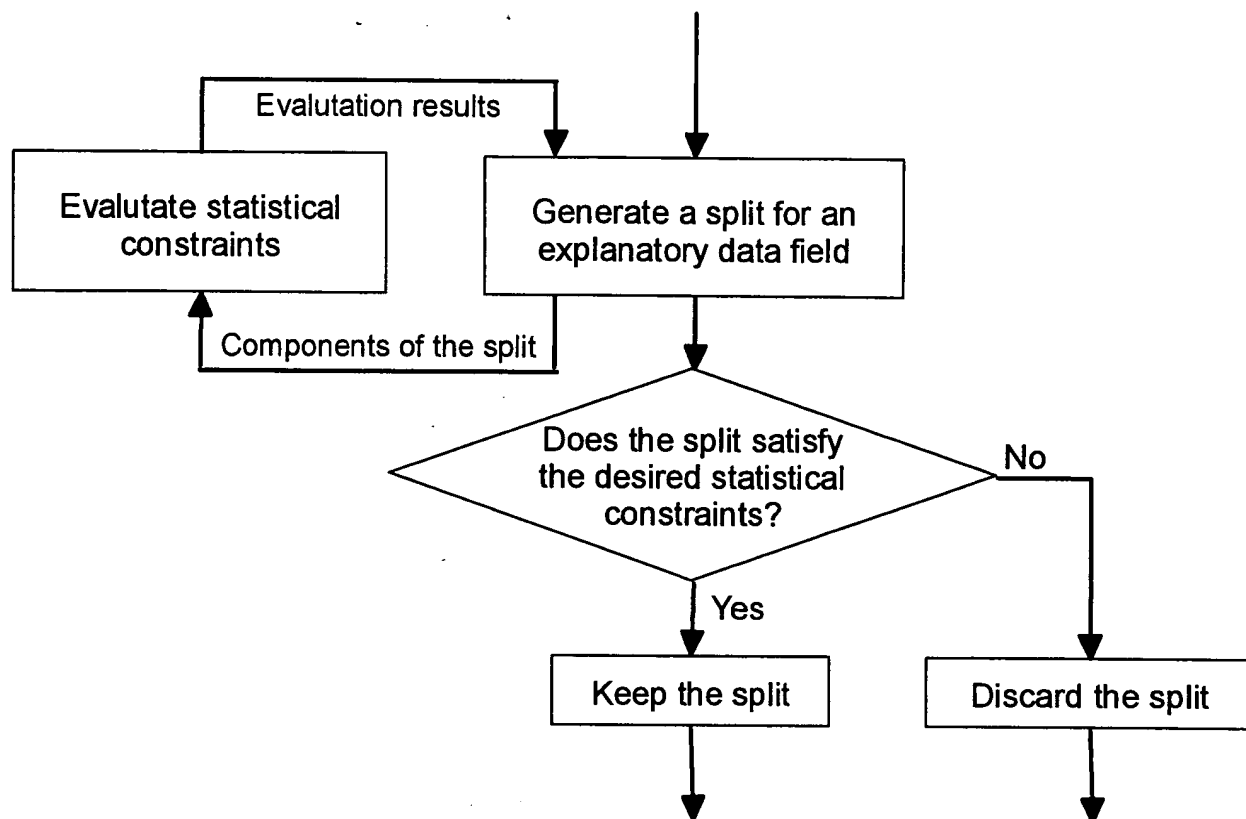 Evalutation results
Evalutate statistical
constraints
Generate a split for an
explanatory data field
Components of the split
Does the split satisfy
the desired statistical
constraints?
No
Yes
Keep the split
Discard the split